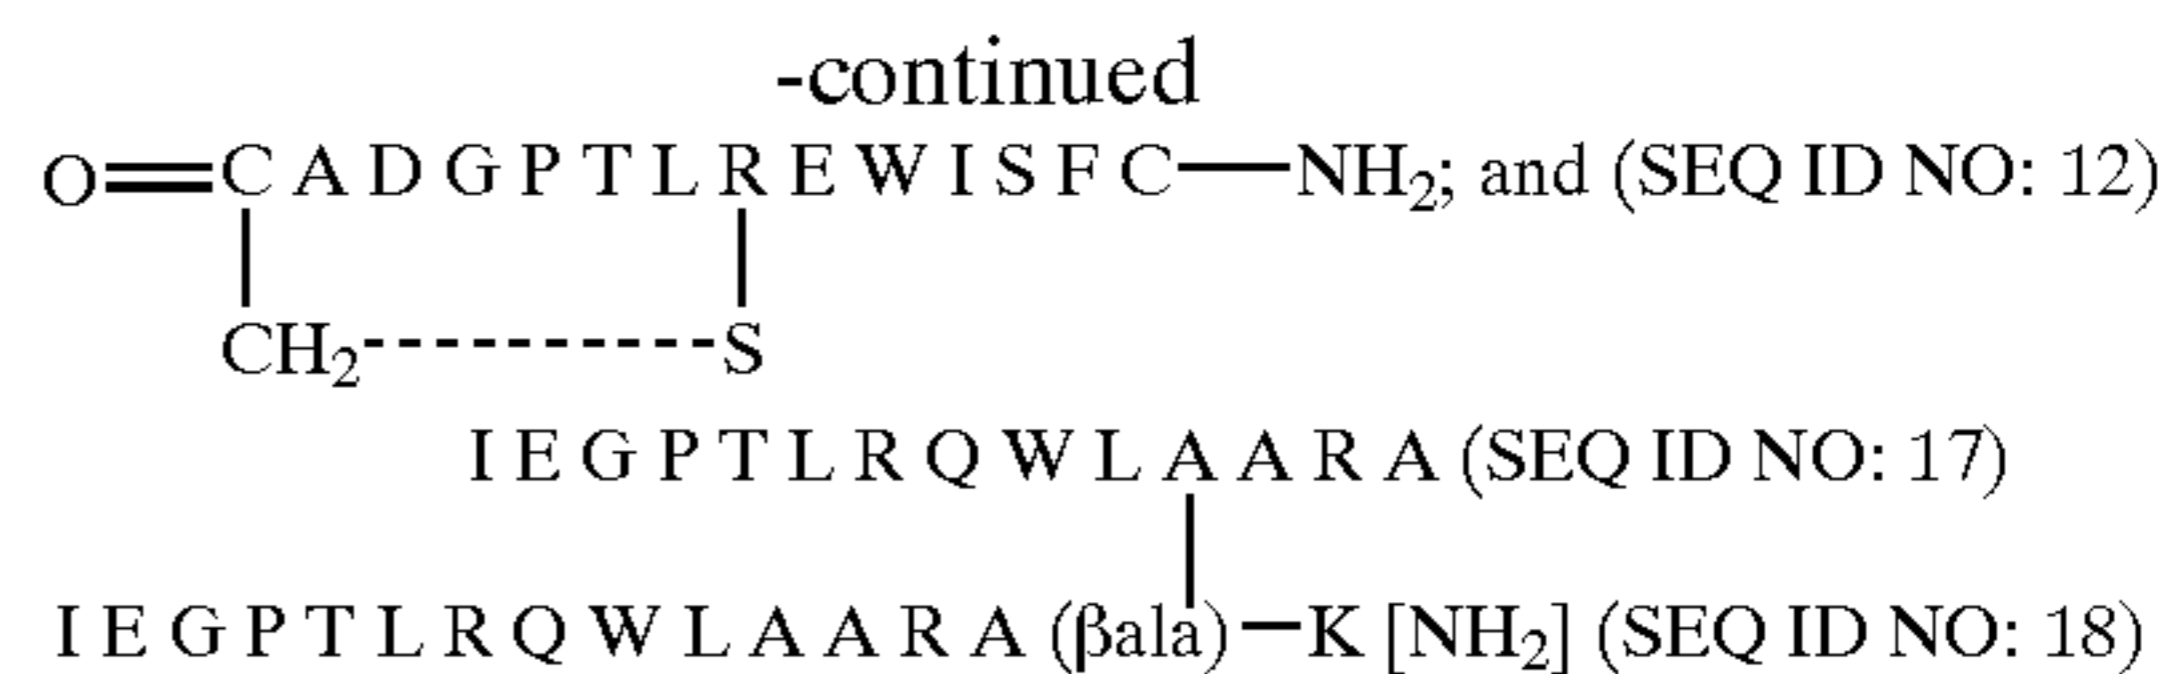 -continued
O=C A D G P T L R E W I S F C—NH₂; and (SEQ ID NO: 12)
CH₂-----------S
I E G P T L R Q W L A A R A (SEQ ID NO: 17)
I E G P T L R Q W L A A R A (βala)—K [NH₂] (SEQ ID NO: 18)